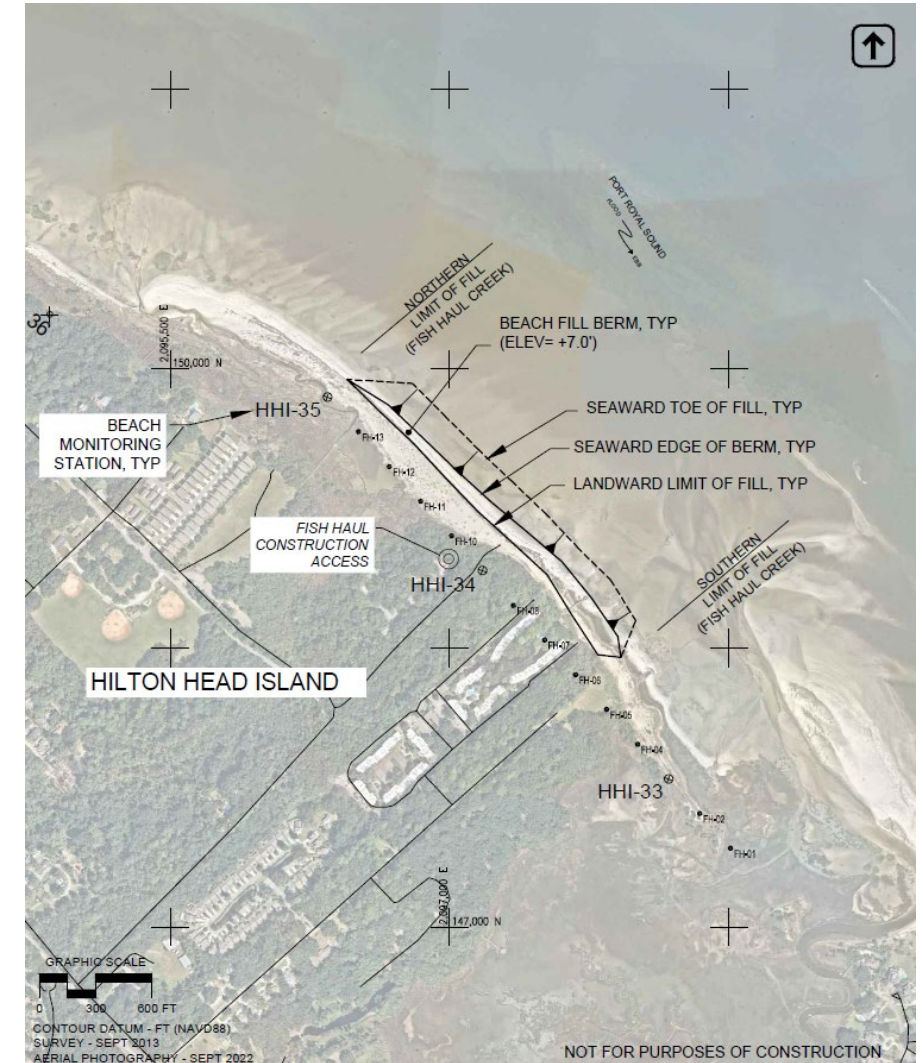 PORT ROYAL SOUND
FLOOD
EBB
NORTHERN
LIMIT OF FILL
(FISH HAUL CREEK)
BEACH FILL BERM, TYP
(ELEV= +7.0')
36
2,095,500 E
150,000 N
SEAWARD TOE OF FILL, TYP
HHI-35
BEACH
MONITORING
STATION, TYP
FH-13
SEAWARD EDGE OF BERM, TYP
FH-12
LANDWARD LIMIT OF FILL, TYP
FH-11
FISH HAUL
CONSTRUCTION
ACCESS
FH-10
HHI-34
SOUTHERN
LIMIT OF FILL
(FISH HAUL CREEK)
FH-08
FH-07
HILTON HEAD ISLAND
FH-06
FH-05
FH-04
HHI-33
FH-02
FH-01
2,097,000 E
147,000 N
GRAPHIC SCALE
0 300 600 FT
CONTOUR DATUM - FT (NAVD88)
SURVEY - SEPT 2013
AERIAL PHOTOGRAPHY - SEPT 2022
NOT FOR PURPOSES OF CONSTRUCTION